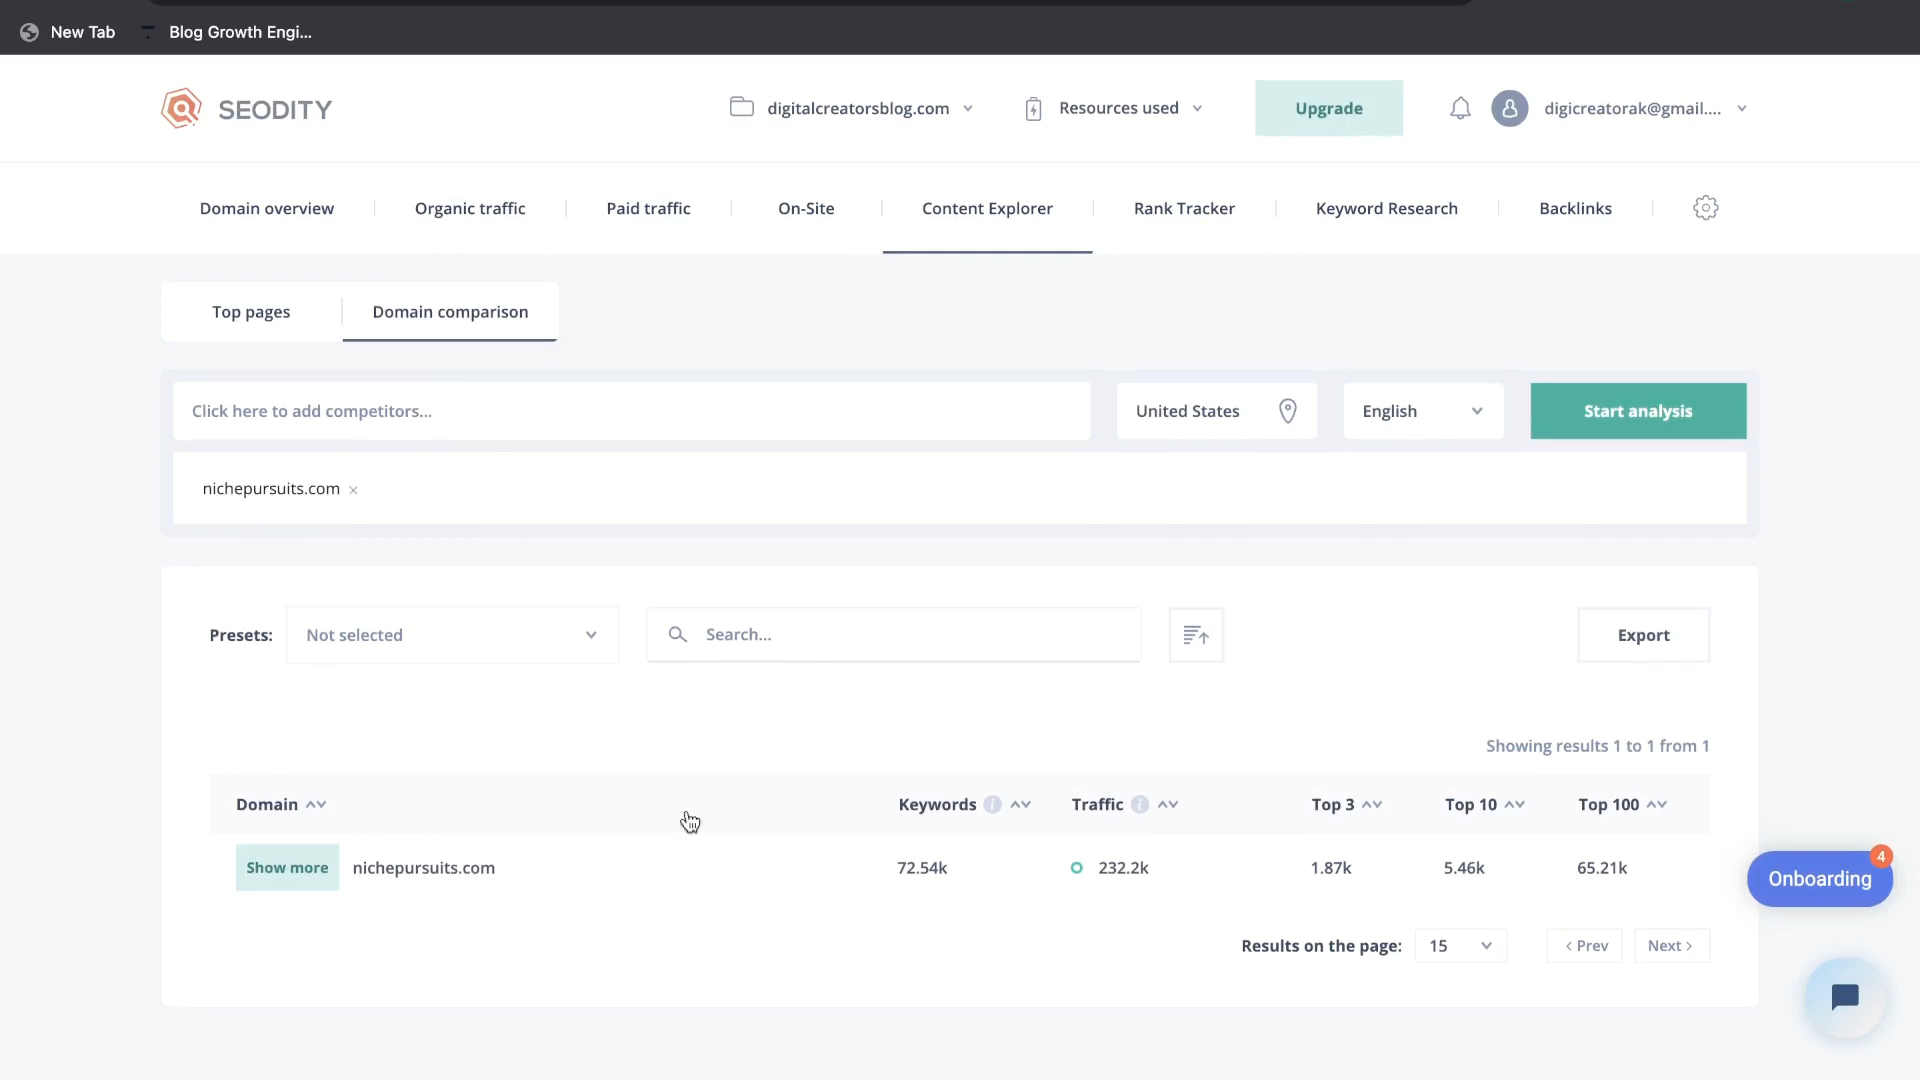 New Tab
Blog Growth Engi...
SEODITY
digitalcreatorsblog.com
Resources used
Upgrade
digicreatorak@gmail....
Domain overview
Organic traffic
Paid traffic
On-Site
Content Explorer
Rank Tracker
Keyword Research
Backlinks
Top pages
Domain comparison
Click here to add competitors...
United States
English
Start analysis
nichepursuits.com ×
Presets:
Not selected
Search...
Export
Showing results 1 to 1 from 1
Domain
Keywords
Traffic
Top 3
Top 10
Top 100
Show more
nichepursuits.com
72.54k
232.2k
1.87k
5.46k
65.21k
4
Onboarding
Results on the page:
15
‹ Prev
Next ›